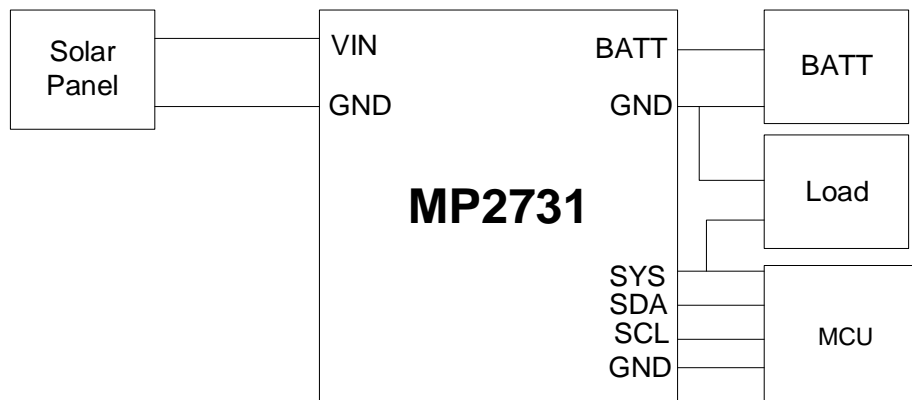 Solar
Panel
VIN
GND
MP2731
BATT
GND
SYS
SDA
SCL
GND
BATT
Load
MCU